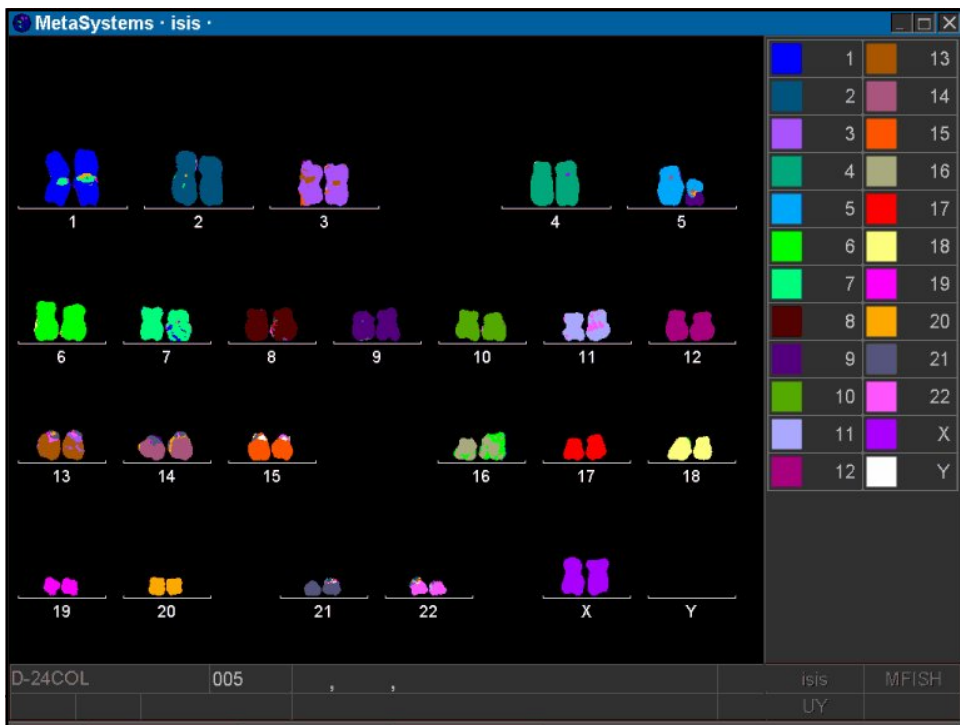 MetaSystems · isis ·
1 2 3 4 5
6 7 8 9 10 11 12
13 14 15 16 17 18
19 20 21 22 X Y
1 13
2 14
3 15
4 16
5 17
6 18
7 19
8 20
9 21
10 22
11 X
12 Y
D-24COL 005 , , isis MFISH
UY